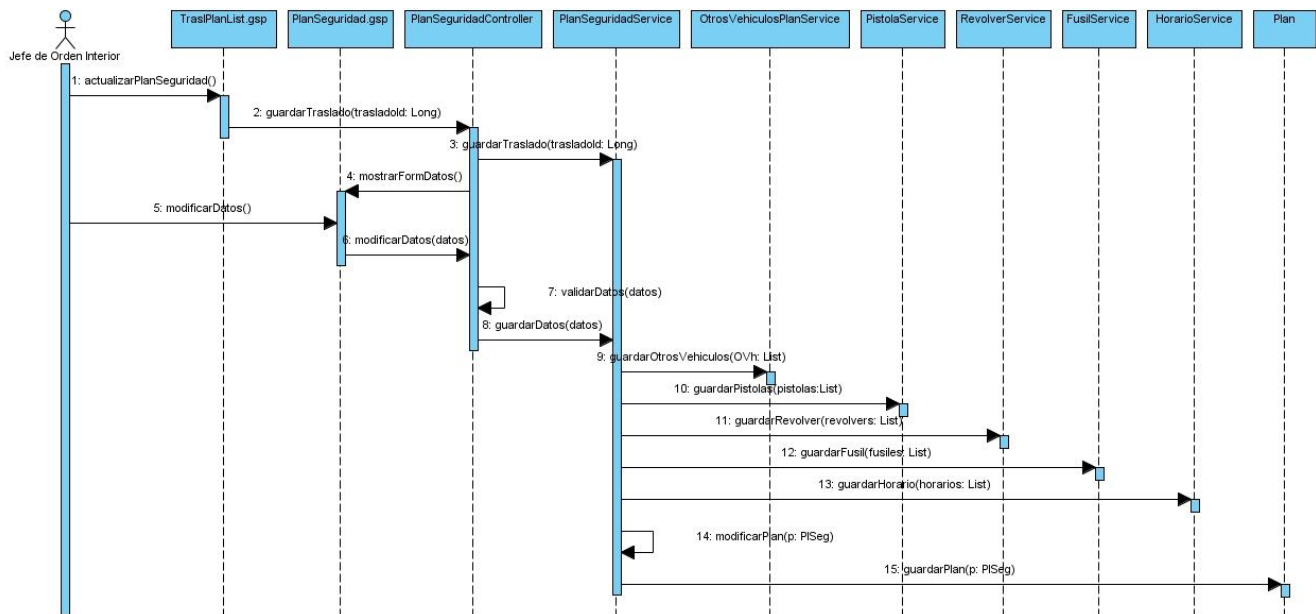 TraslPlanList.gsp
PlanSeguridad.gsp
PlanSeguridadController
PlanSeguridadService
OtrosVehiculosPlanService
PistolaService
RevolverService
FusilService
HorarioService
Plan
Jefe de Orden Interior
1: actualizarPlanSeguridad()
2: guardarTraslado(trasladoId: Long)
3: guardarTraslado(trasladoId: Long)
4: mostrarFormDatos()
5: modificarDatos()
6: modificarDatos(datos)
7: validarDatos(datos)
8: guardarDatos(datos)
9: guardarOtrosVehiculos(OVh: List)
10: guardarPistolas(pistolas:List)
11: guardarRevolver(revolvers: List)
12: guardarFusil(fusiles: List)
13: guardarHorario(horarios: List)
14: modificarPlan(p: PlSeg)
15: guardarPlan(p: PlSeg)